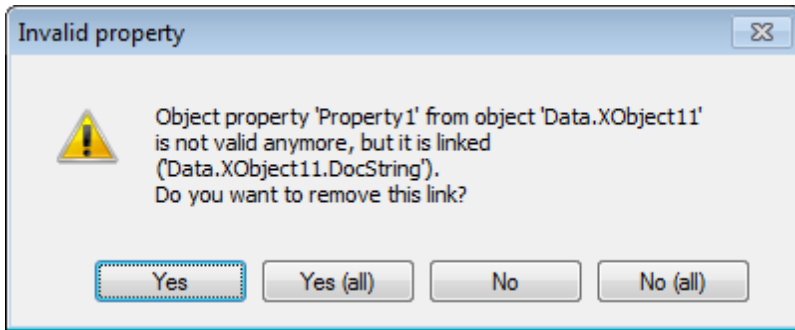 Invalid property
Object property 'Property1' from object 'Data.XObject11'
is not valid anymore, but it is linked
('Data.XObject11.DocString').
Do you want to remove this link?
Yes Yes (all) No No (all)